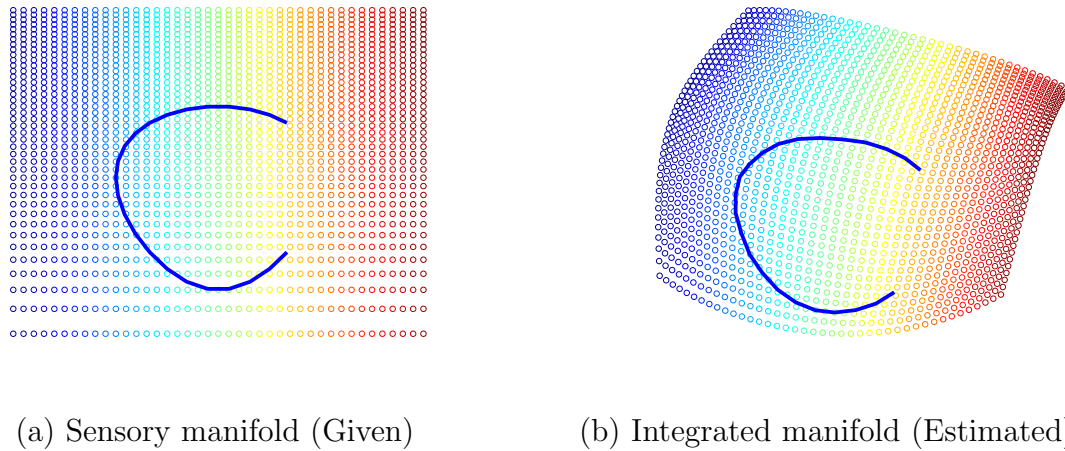 (a) Sensory manifold (Given)
(b) Integrated manifold (Estimated)